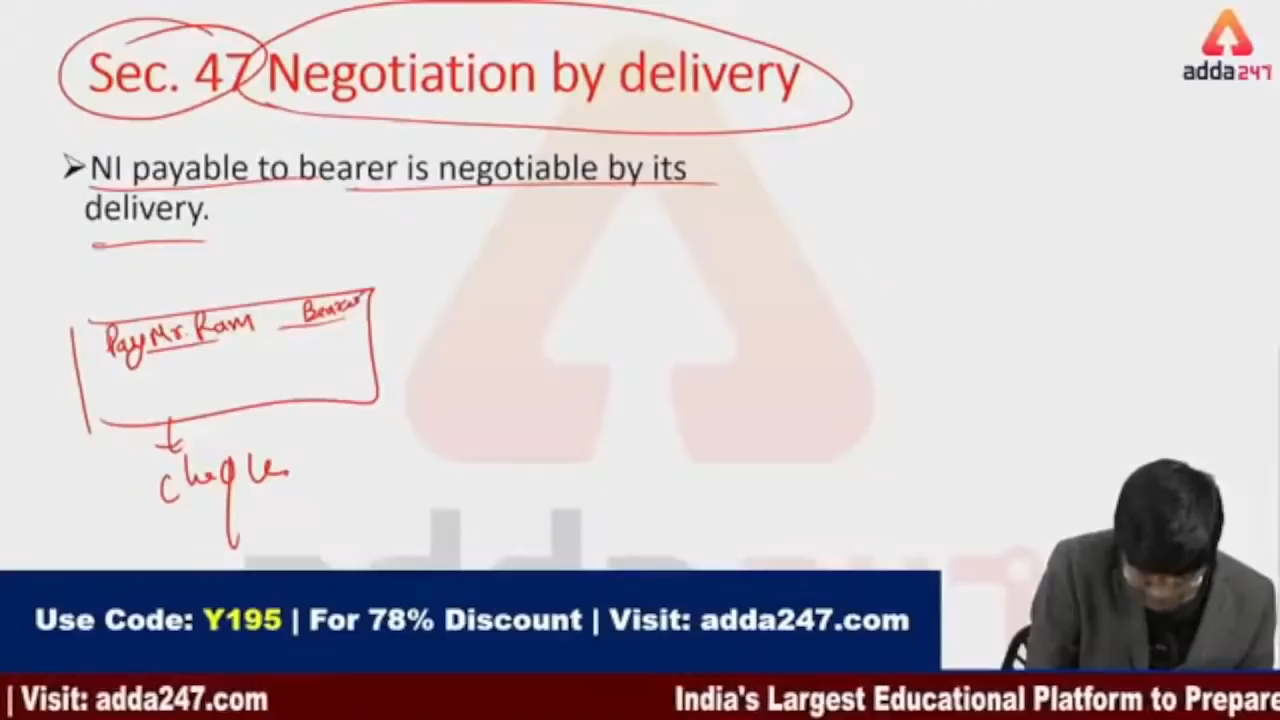 Sec. 47 Negotiation by delivery
adda247
➢NI payable to bearer is negotiable by its
delivery.
Pay Mr. Ram Bearer
Cheque
Use Code: Y195 | For 78% Discount | Visit: adda247.com
| Visit: adda247.com India's Largest Educational Platform to Prepare